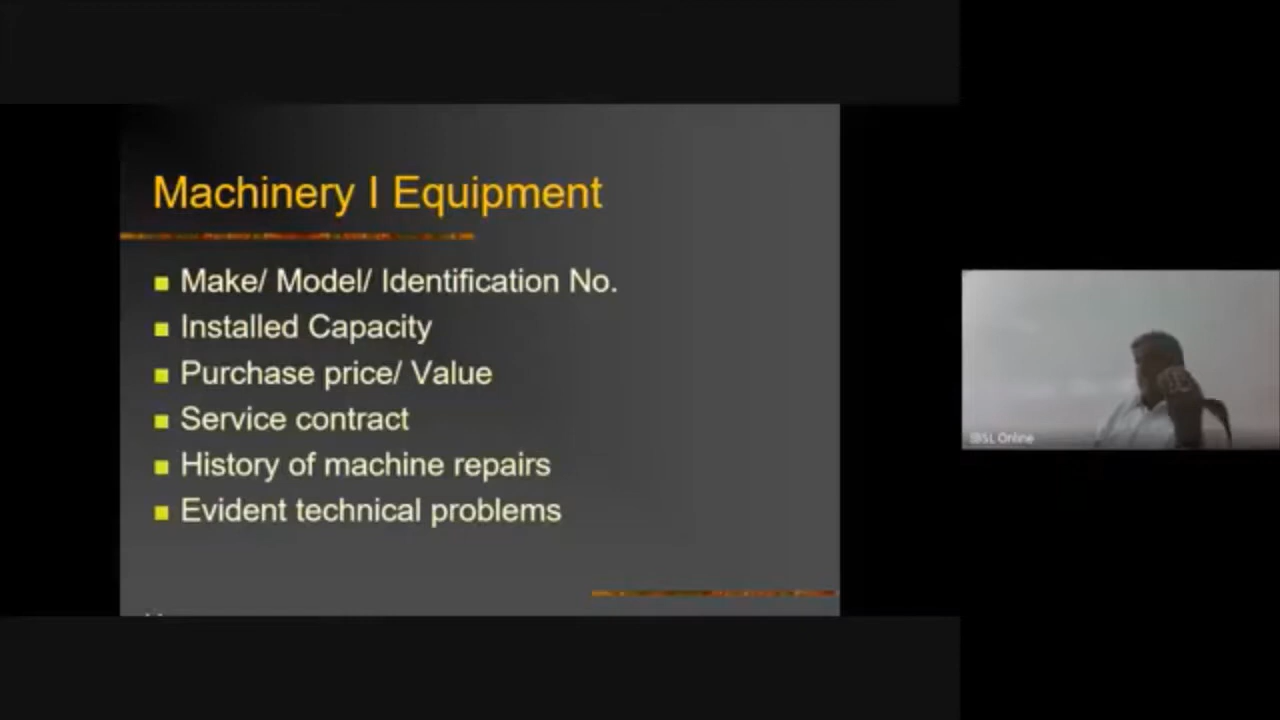 Machinery I Equipment
Make/ Model/ Identification No.
Installed Capacity
Purchase price/ Value
Service contract
History of machine repairs
Evident technical problems
IBSL Online